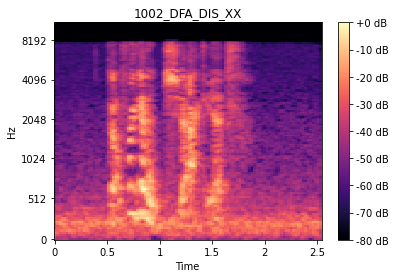 1002_DFA_DIS_XX
+0 dB
8192
-10 dB
4096
-20 dB
-30 dB
2048
Hz
-40 dB
1024
-50 dB
512
-60 dB
-70 dB
0
-80 dB
0 0.5 1 1.5 2 2.5
Time